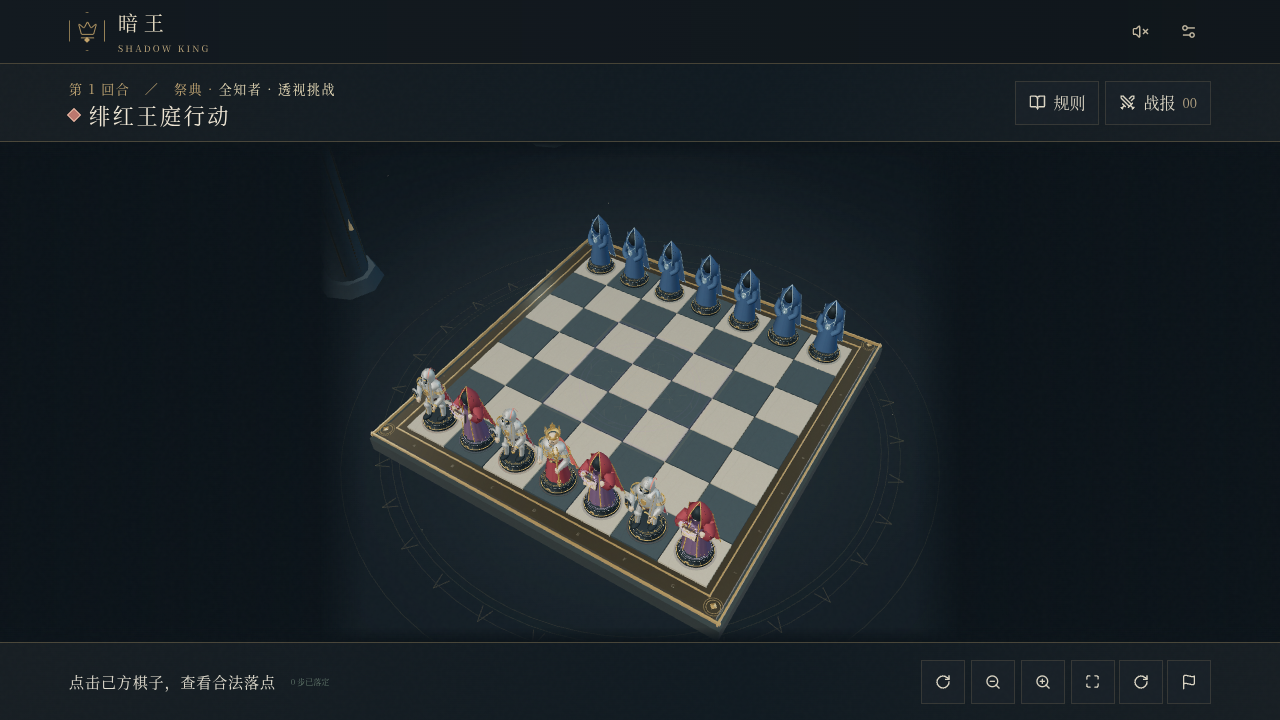 暗王
SHADOW KING
第 1 回合 ／ 祭典 · 全知者 · 透视挑战
绯红王庭行动
规则
战报 00
点击己方棋子，查看合法落点 0 步已落定